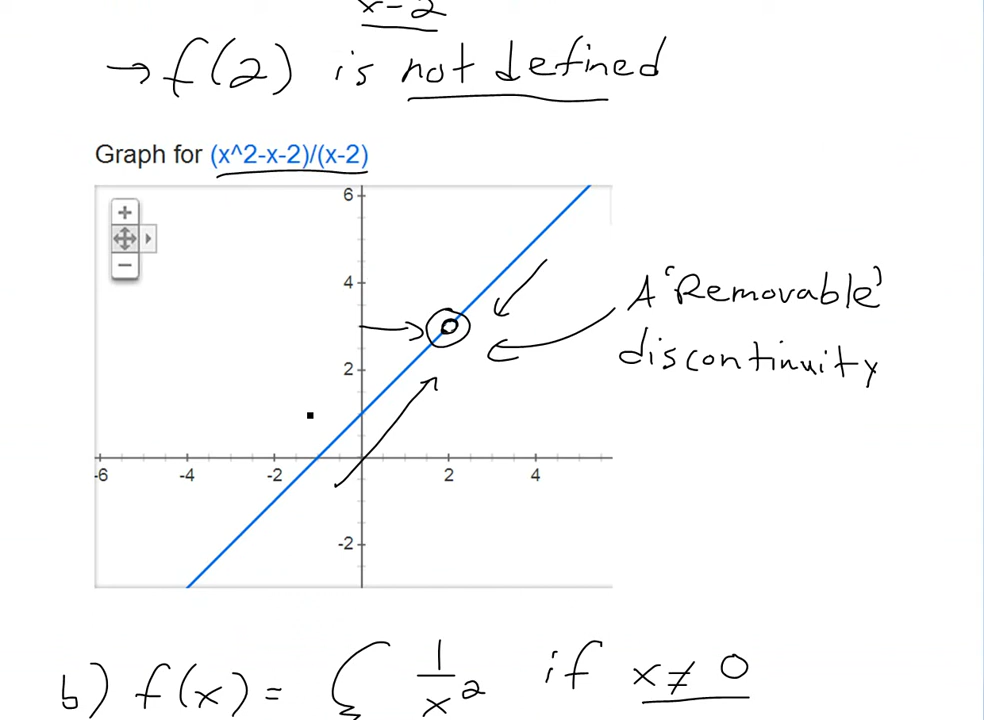 x-2
→ f(2) is not defined
Graph for (x^2-x-2)/(x-2)
6
4
2
-2
-6 -4 -2 2 4
A 'Removable'
discontinuity
b) f(x) = { 1/x² if x ≠ 0